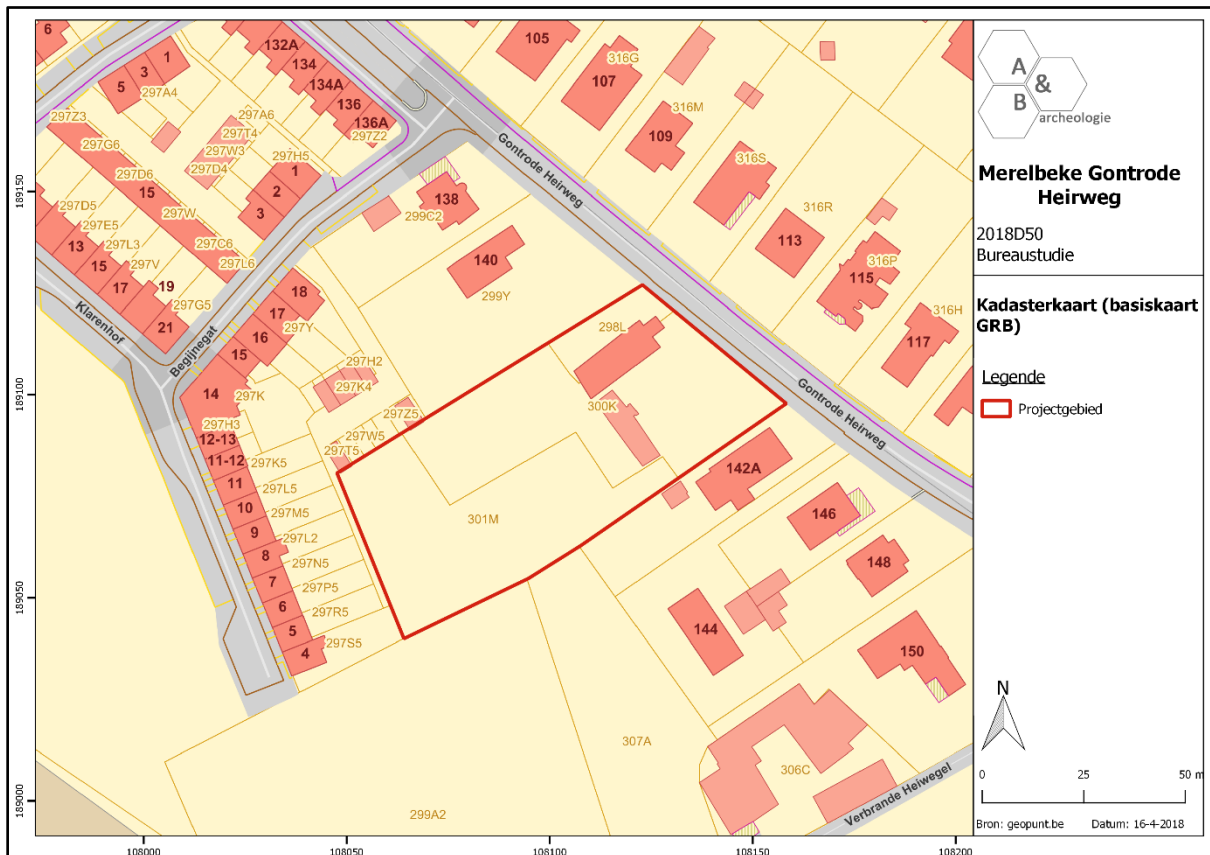 6
132A
134
134A
136
136A
297Z2
1
3
5
297A4
297Z3
297G6
297D6
15
297W
297C6
297L6
297A6
297T4
297W3
297D4
297H5
1
2
3
297D5
297E5
297L3
297V
13
15
17
19
297G5
21
Klarenhof
Begijnegat
18
17
297Y
16
15
14
297K
297H3
12-13
11-12
297K5
11
297L5
10
297M5
9
297L2
8
297N5
7
297P5
6
297R5
5
297S5
4
297H2
297K4
297Z5
297W5
297T5
138
299C2
140
299Y
Gontrode Heirweg
105
316G
107
316M
109
316S
316R
113
316P
115
316H
117
298L
300K
301M
Gontrode Heirweg
142A
146
148
144
150
307A
306C
299A2
Verbrande Heiwegel
189150
189100
189050
189000
108000
108050
108100
108150
108200
A
&
B
archeologie
Merelbeke Gontrode
Heirweg
2018D50
Bureaustudie
Kadasterkaart (basiskaart
GRB)
Legende
Projectgebied
N
0 25 50 m
Bron: geopunt.be Datum: 16-4-2018